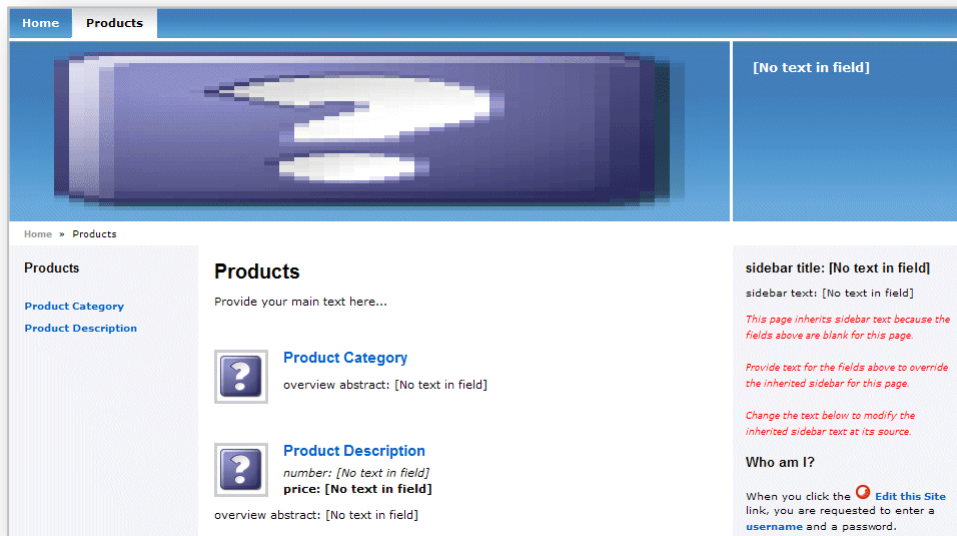 Home Products
[No text in field]
Home » Products
Products
Product Category
Product Description
Products
Provide your main text here...
?
Product Category
overview abstract: [No text in field]
?
Product Description
number: [No text in field]
price: [No text in field]
overview abstract: [No text in field]
sidebar title: [No text in field]
sidebar text: [No text in field]
This page inherits sidebar text because the
fields above are blank for this page.
Provide text for the fields above to override
the inherited sidebar for this page.
Change the text below to modify the
inherited sidebar text at its source.
Who am I?
When you click the Edit this Site
link, you are requested to enter a
username and a password.